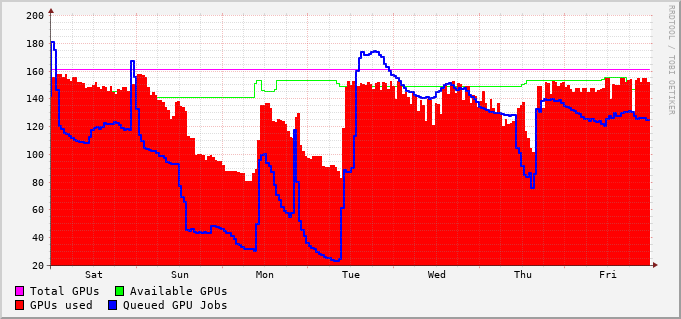 200
180
160
140
120
100
80
60
40
20
Sat Sun Mon Tue Wed Thu Fri
Total GPUs Available GPUs
GPUs used Queued GPU Jobs
RRDTOOL / TOBI OETIKER